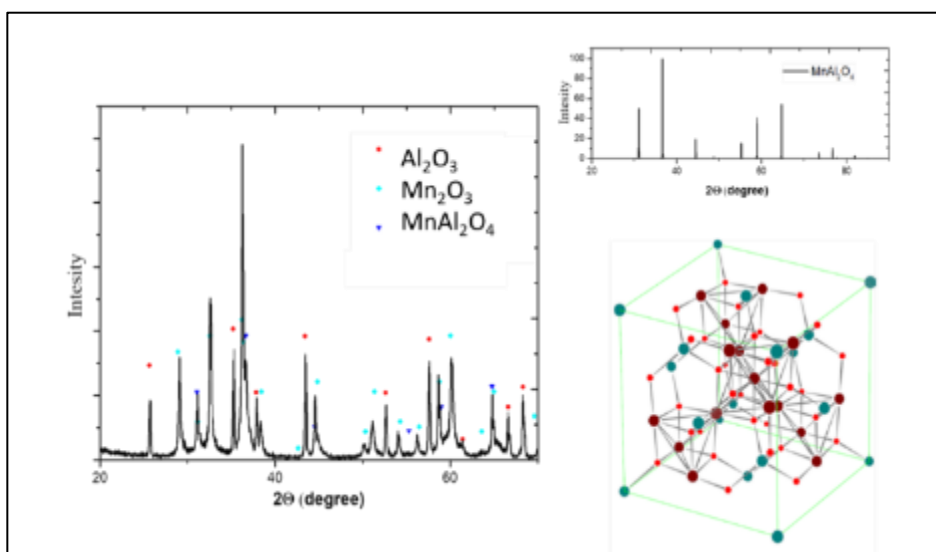 Intesity
Al₂O₃
Mn₂O₃
MnAl₂O₄
20
40
60
2Θ (degree)
Intesity
100
80
60
40
20
0
MnAl₂O₄
20
40
60
80
2Θ (degree)